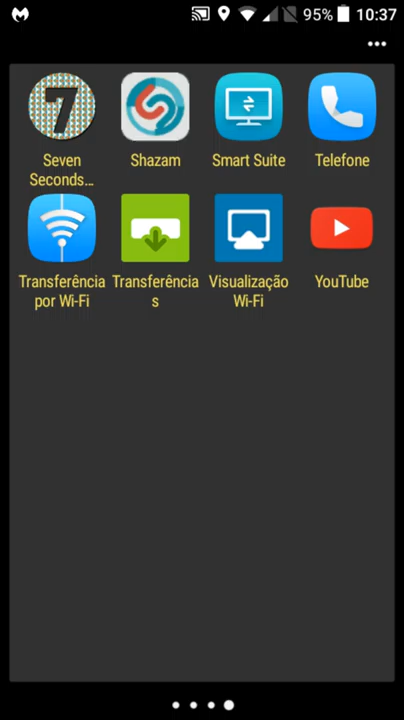 95% 10:37
7
Seven Shazam Smart Suite Telefone
Seconds...
Transferência Transferência Visualização YouTube
por Wi-Fi s Wi-Fi